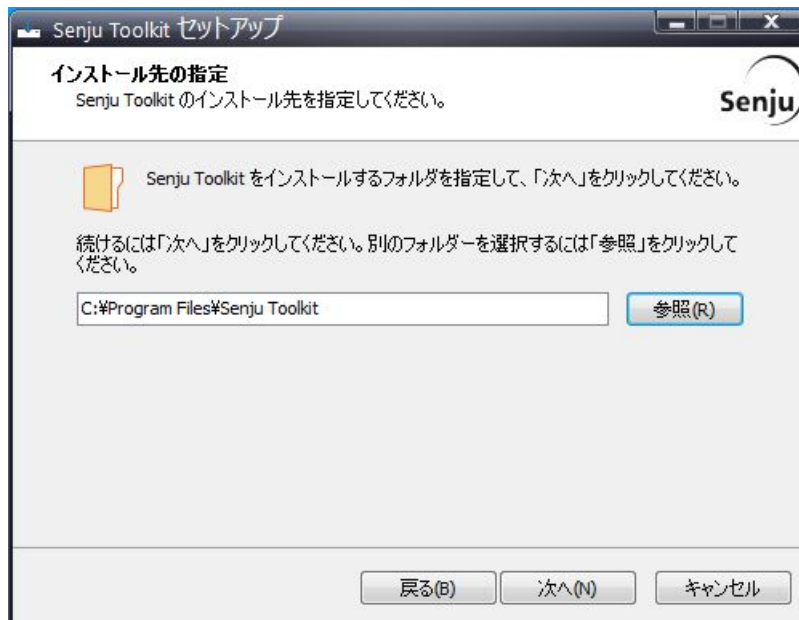 Senju Toolkit セットアップ
インストール先の指定
Senju Toolkit のインストール先を指定してください。
Senju
Senju Toolkit をインストールするフォルダを指定して、「次へ」をクリックしてください。
続けるには「次へ」をクリックしてください。別のフォルダーを選択するには「参照」をクリックして
ください。
C:¥Program Files¥Senju Toolkit
参照(R)
戻る(B)
次へ(N)
キャンセル